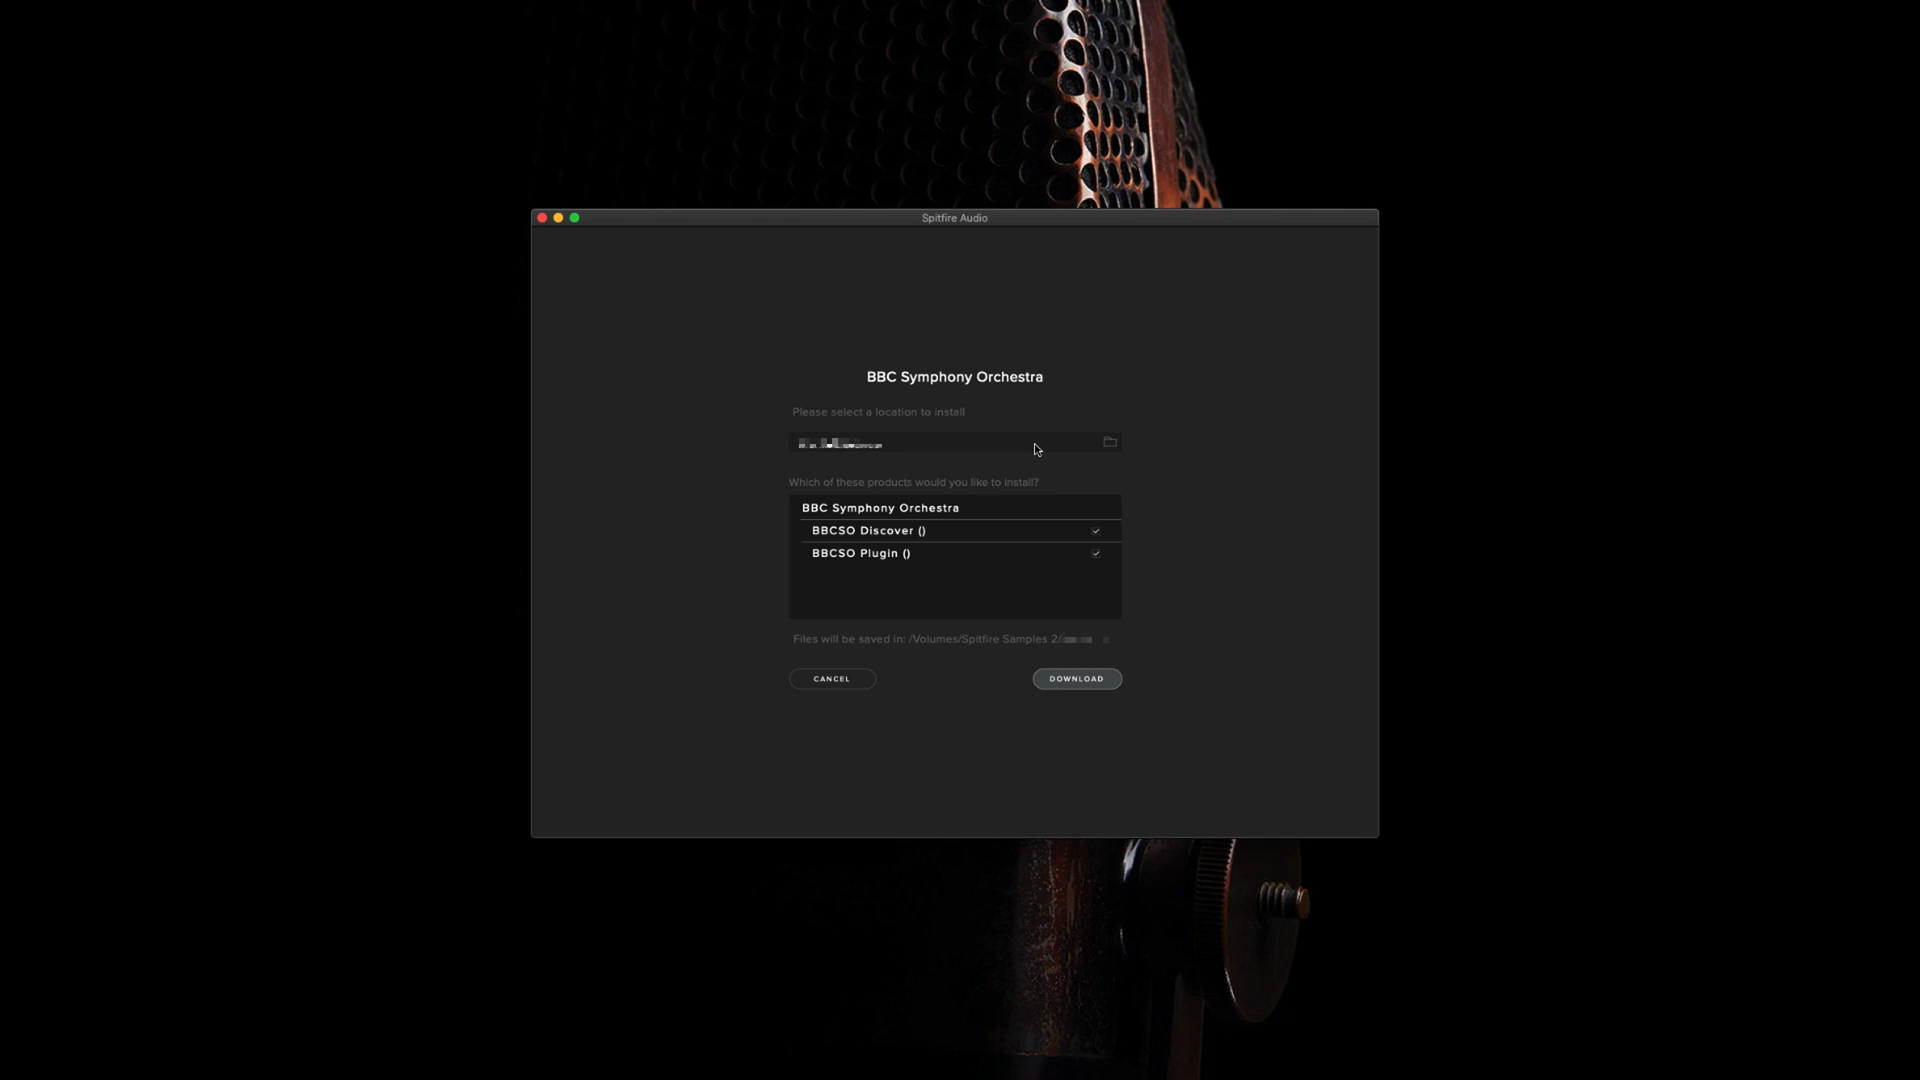 Spitfire Audio
BBC Symphony Orchestra
Please select a location to install
Which of these products would you like to install?
BBC Symphony Orchestra
BBCSO Discover ()
BBCSO Plugin ()
Files will be saved in: /Volumes/Spitfire Samples 2/
CANCEL
DOWNLOAD